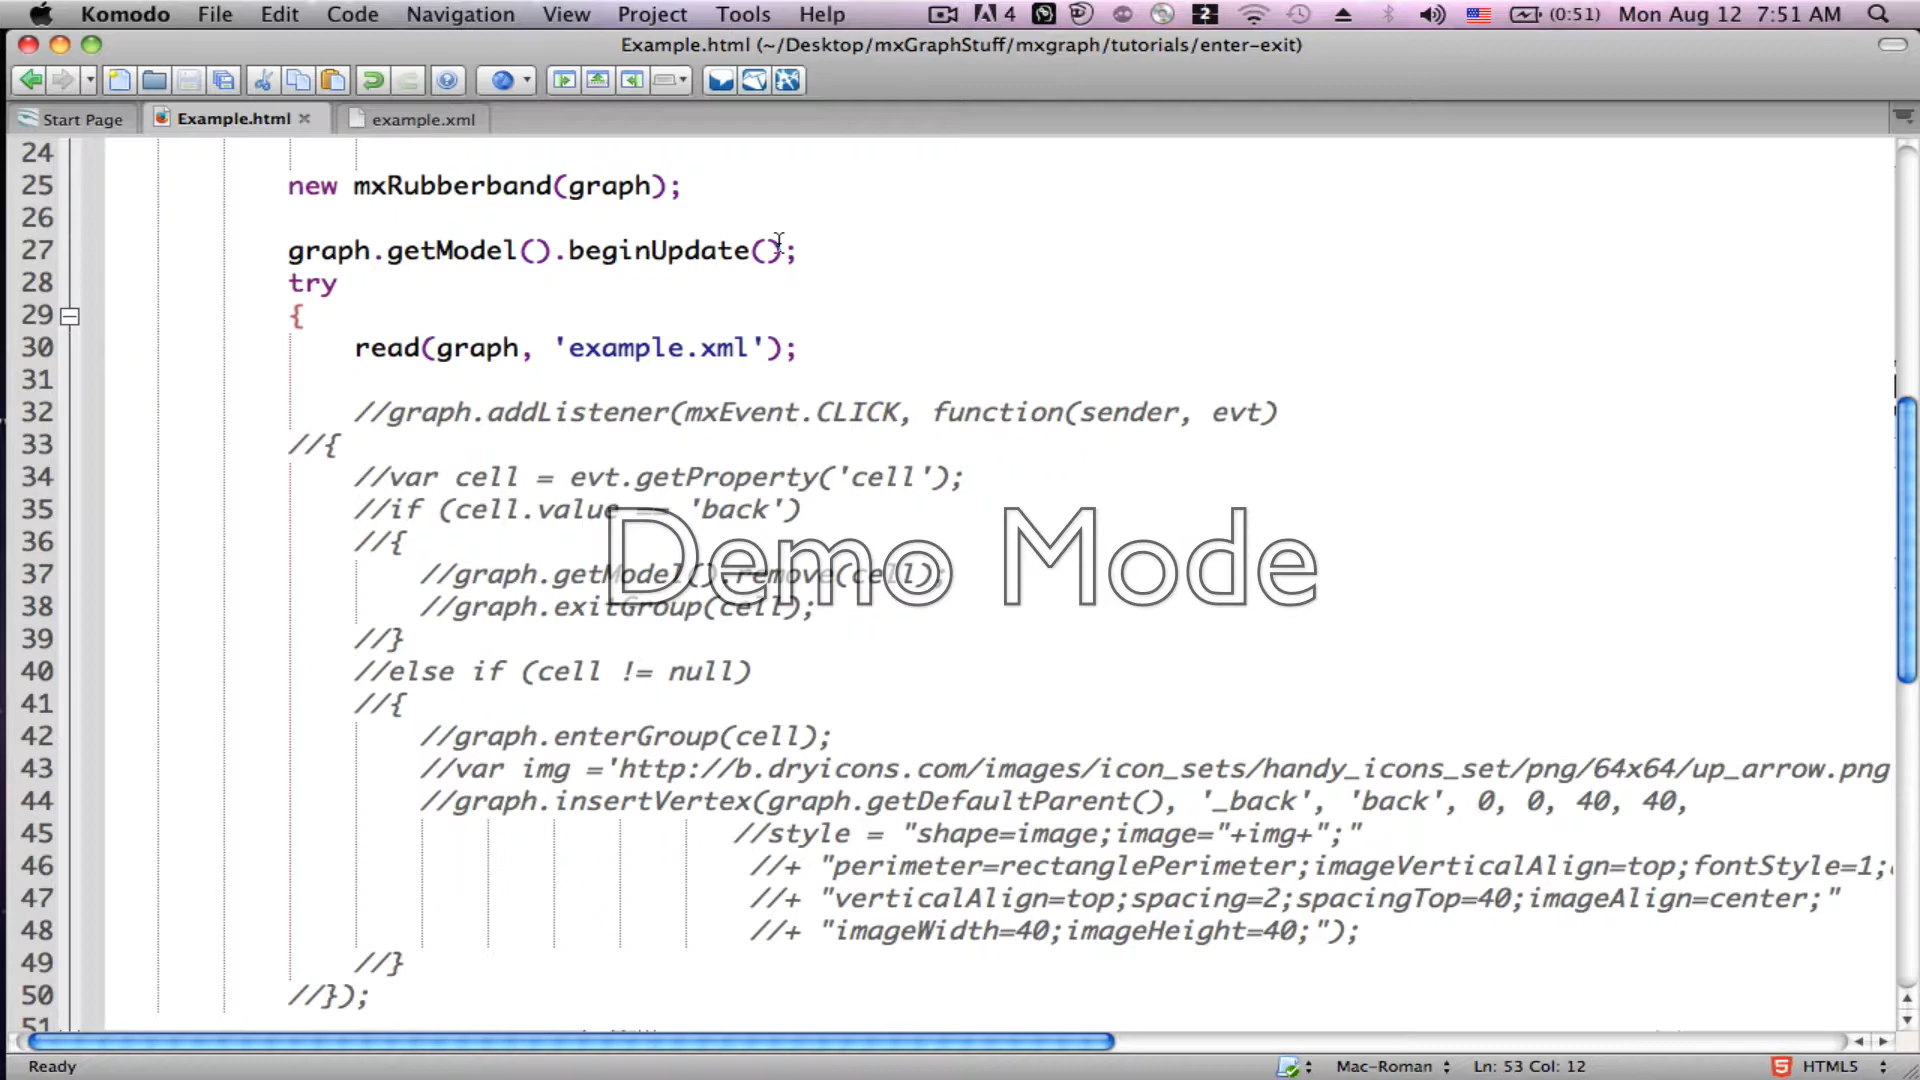 Komodo File Edit Code Navigation View Project Tools Help 4 2 (0:51) Mon Aug 12 7:51 AM
Example.html (~/Desktop/mxGraphStuff/mxgraph/tutorials/enter-exit)
Start Page Example.html example.xml
24
25 new mxRubberband(graph);
26
27 graph.getModel().beginUpdate();
28 try
29 {
30 read(graph, 'example.xml');
31
32 //graph.addListener(mxEvent.CLICK, function(sender, evt)
33 //{
34 //var cell = evt.getProperty('cell');
35 //if (cell.value == 'back')
36 //{
37 //graph.getModel().remove(cell);
38 //graph.exitGroup(cell);
39 //}
40 //else if (cell != null)
41 //{
42 //graph.enterGroup(cell);
43 //var img ='http://b.dryicons.com/images/icon_sets/handy_icons_set/png/64x64/up_arrow.png
44 //graph.insertVertex(graph.getDefaultParent(), '_back', 'back', 0, 0, 40, 40,
45 //style = "shape=image;image="+img+";"
46 //+ "perimeter=rectanglePerimeter;imageVerticalAlign=top;fontStyle=1;
47 //+ "verticalAlign=top;spacing=2;spacingTop=40;imageAlign=center;"
48 //+ "imageWidth=40;imageHeight=40;");
49 //}
50 //});
51
Demo Mode
Ready Mac-Roman Ln: 53 Col: 12 HTML5